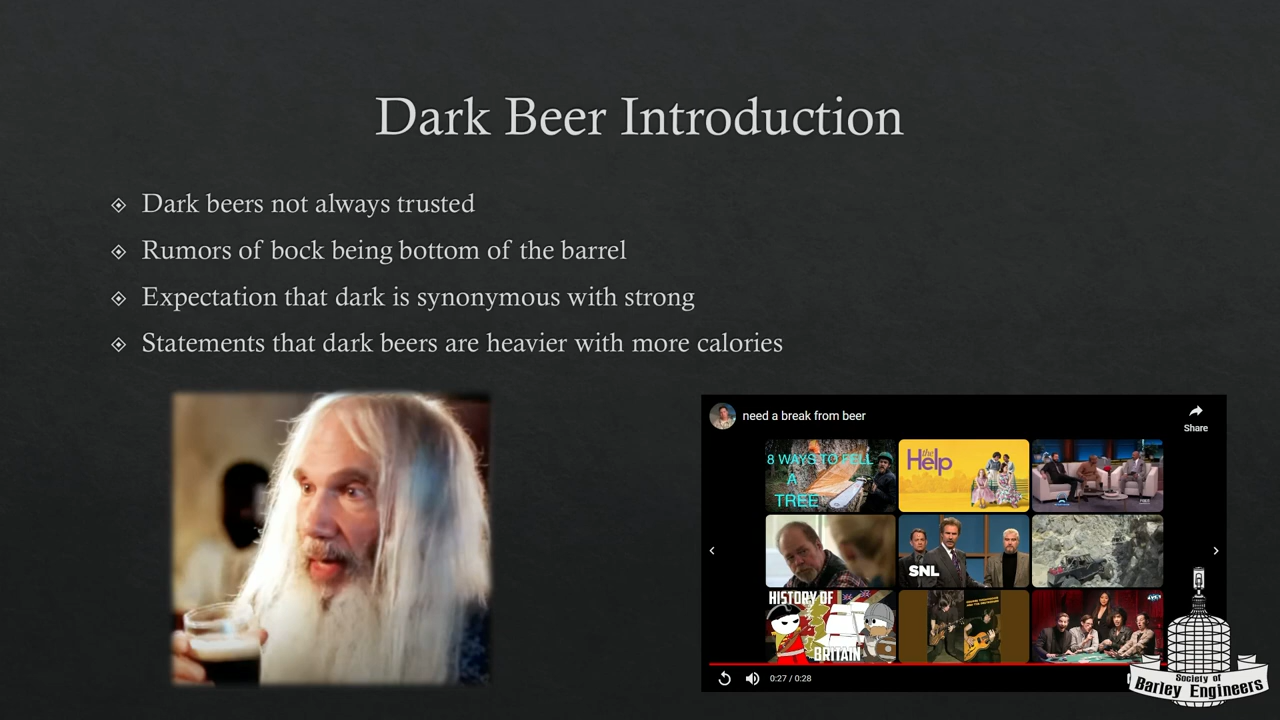 Dark Beer Introduction
Dark beers not always trusted
Rumors of bock being bottom of the barrel
Expectation that dark is synonymous with strong
Statements that dark beers are heavier with more calories
need a break from beer
Share
8 WAYS TO FELL
A
TREE
the
Help
SNL
HISTORY OF
BRITAIN
0:27 / 0:28
Society of
Barley Engineers